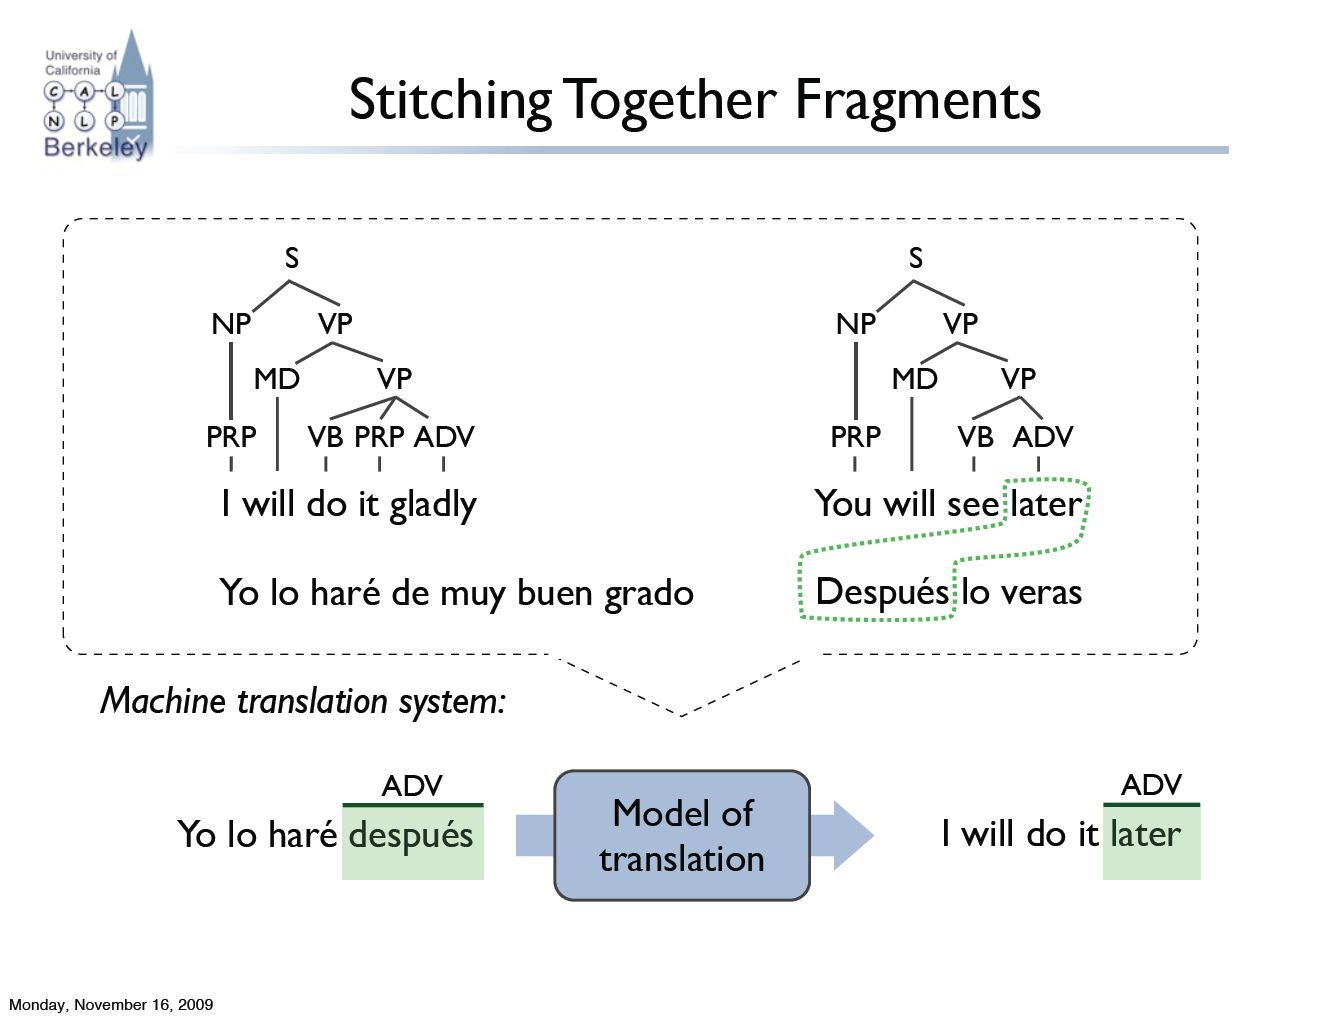 University of
California
C A L
N L P
Berkeley
Stitching Together Fragments
S
NP VP
MD VP
PRP VB PRP ADV
I will do it gladly
Yo lo haré de muy buen grado
S
NP VP
MD VP
PRP VB ADV
You will see later
Después lo veras
Machine translation system:
ADV
Yo lo haré después
Model of
translation
ADV
I will do it later
Monday, November 16, 2009